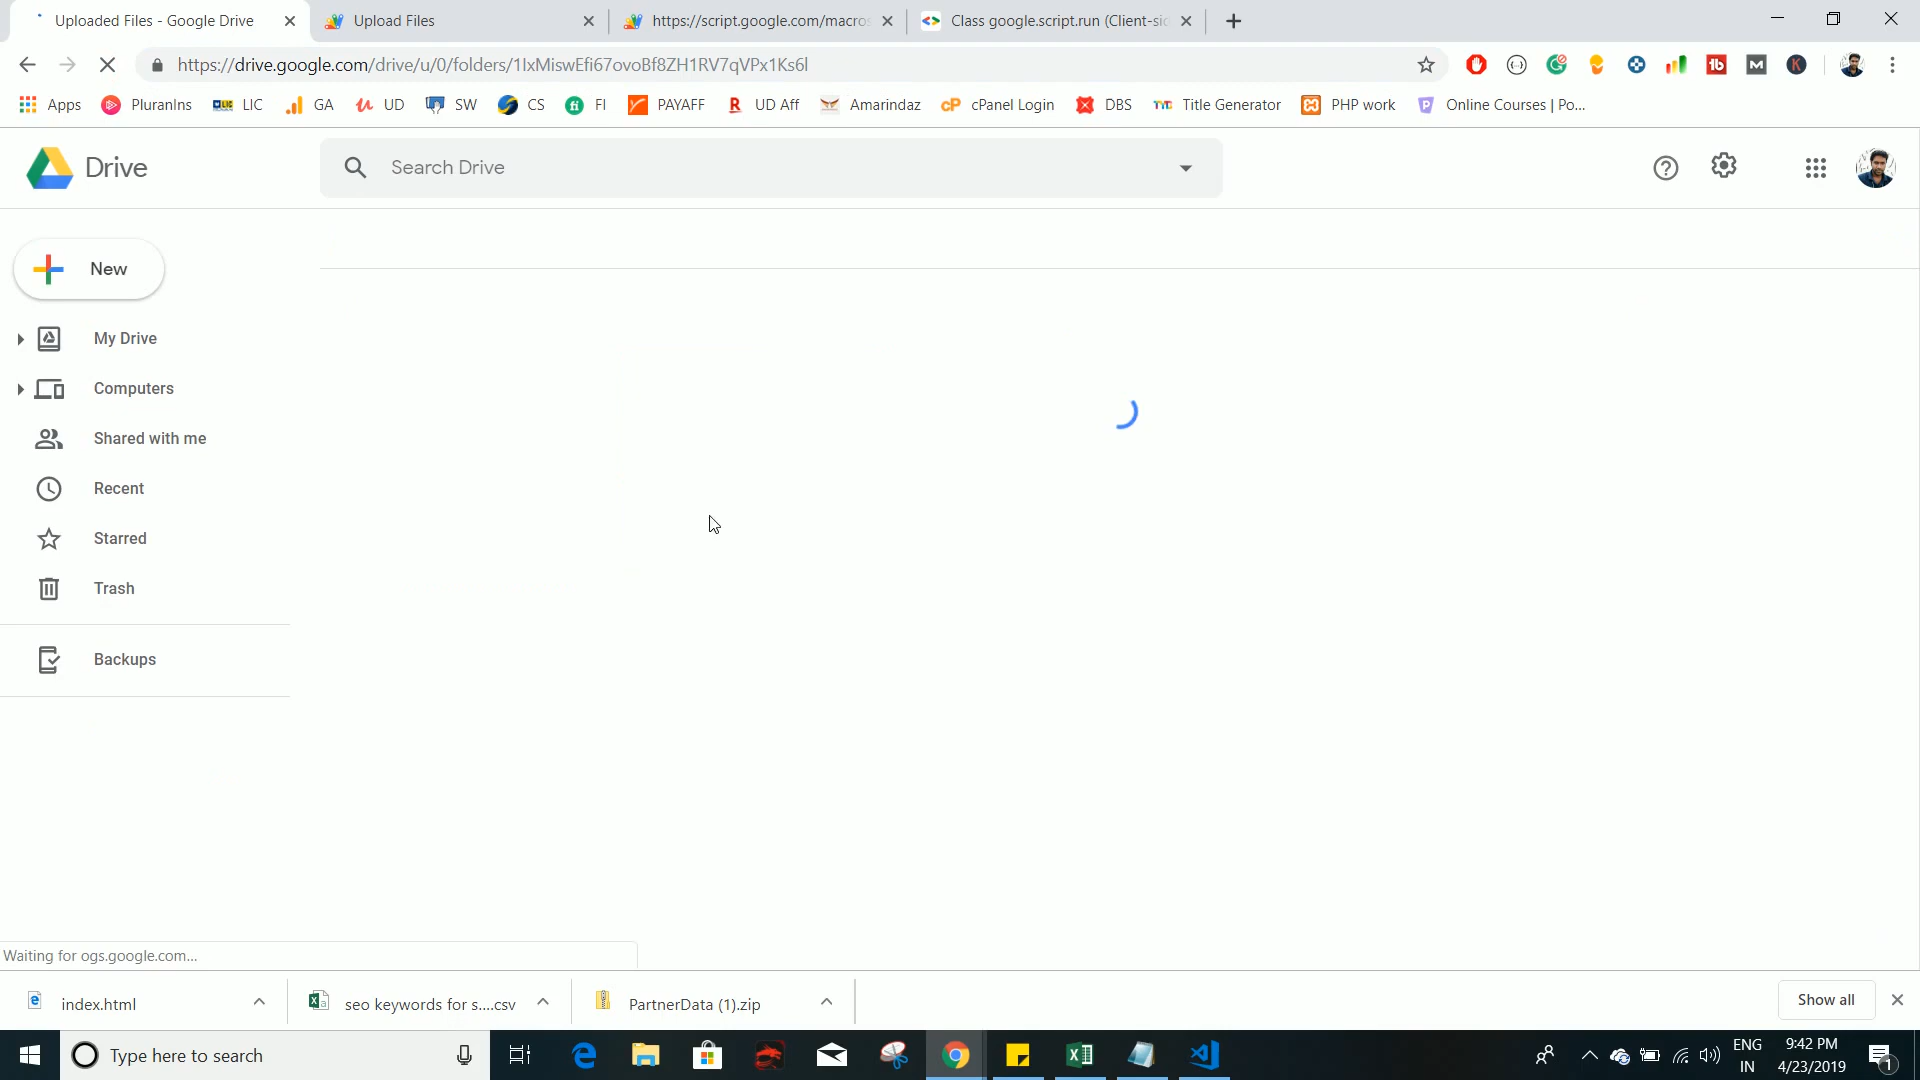 Uploaded Files - Google Drive
Upload Files
https://script.google.com/macros
Class google.script.run (Client-sid
https://drive.google.com/drive/u/0/folders/1IxMiswEfi67ovoBf8ZH1RV7qVPx1Ks6l
Apps PluranIns LIC GA UD SW CS FI PAYAFF UD Aff Amarindaz cPanel Login DBS Title Generator PHP work Online Courses | Po...
Drive
Search Drive
New
My Drive
Computers
Shared with me
Recent
Starred
Trash
Backups
Waiting for ogs.google.com...
index.html
seo keywords for s....csv
PartnerData (1).zip
Show all
Type here to search
ENG
IN
9:42 PM
4/23/2019
1